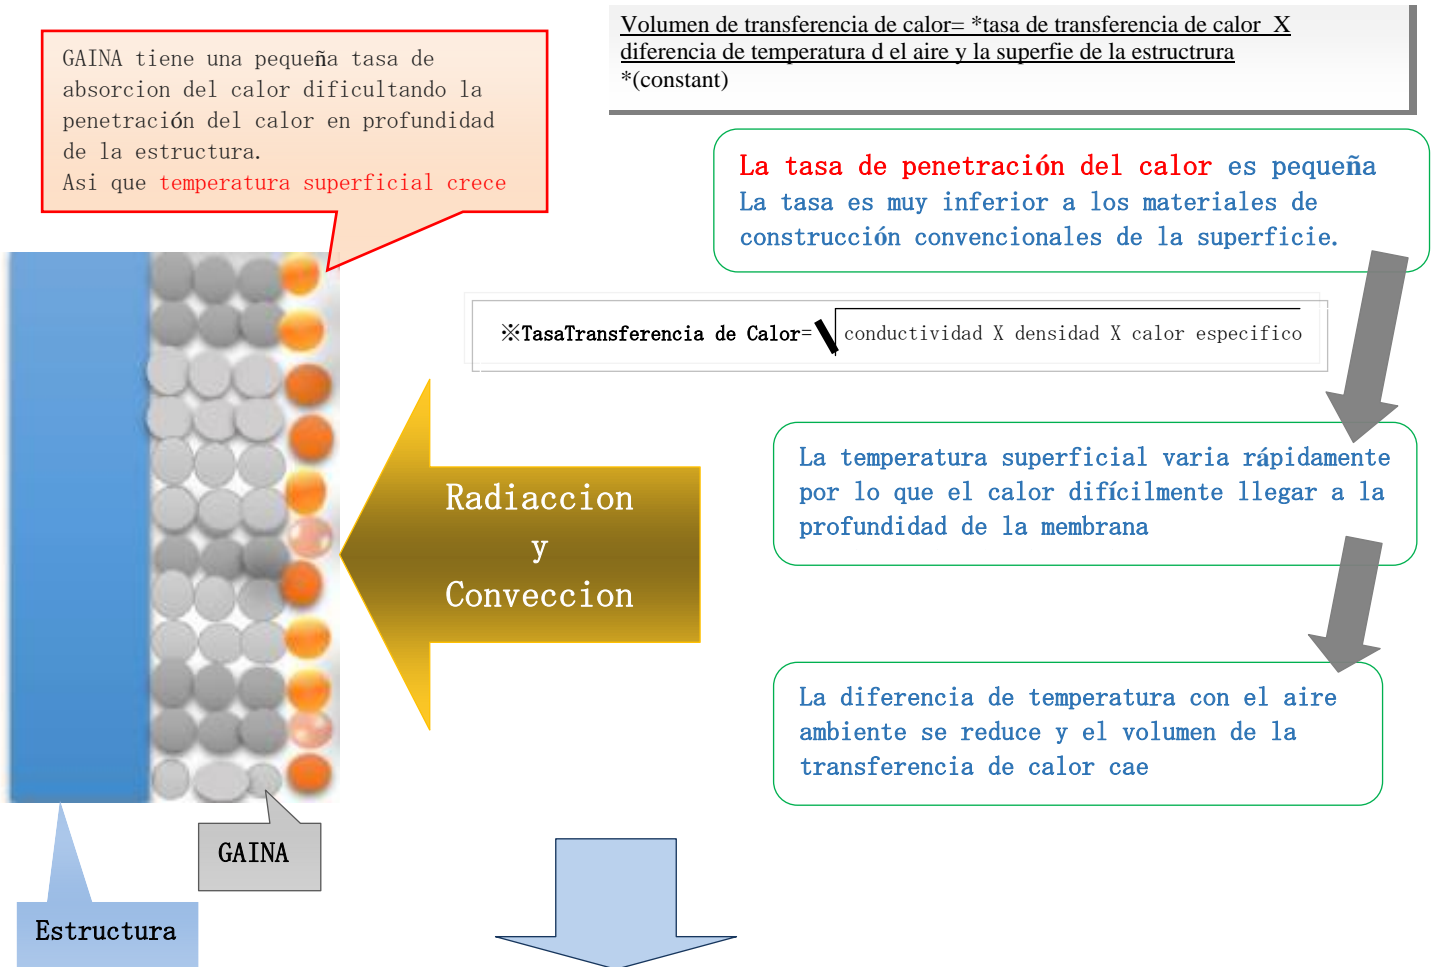 Volumen de transferencia de calor= *tasa de transferencia de calor X
diferencia de temperatura d el aire y la superfie de la estructrura
*(constant)
GAINA tiene una pequeña tasa de
absorcion del calor dificultando la
penetración del calor en profundidad
de la estructura.
Asi que temperatura superficial crece
La tasa de penetración del calor es pequeña
La tasa es muy inferior a los materiales de
construcción convencionales de la superficie.
※TasaTransferencia de Calor=√conductividad X densidad X calor especifico
La temperatura superficial varia rápidamente
por lo que el calor difícilmente llegar a la
profundidad de la membrana
Radiaccion
y
Conveccion
La diferencia de temperatura con el aire
ambiente se reduce y el volumen de la
transferencia de calor cae
GAINA
Estructura